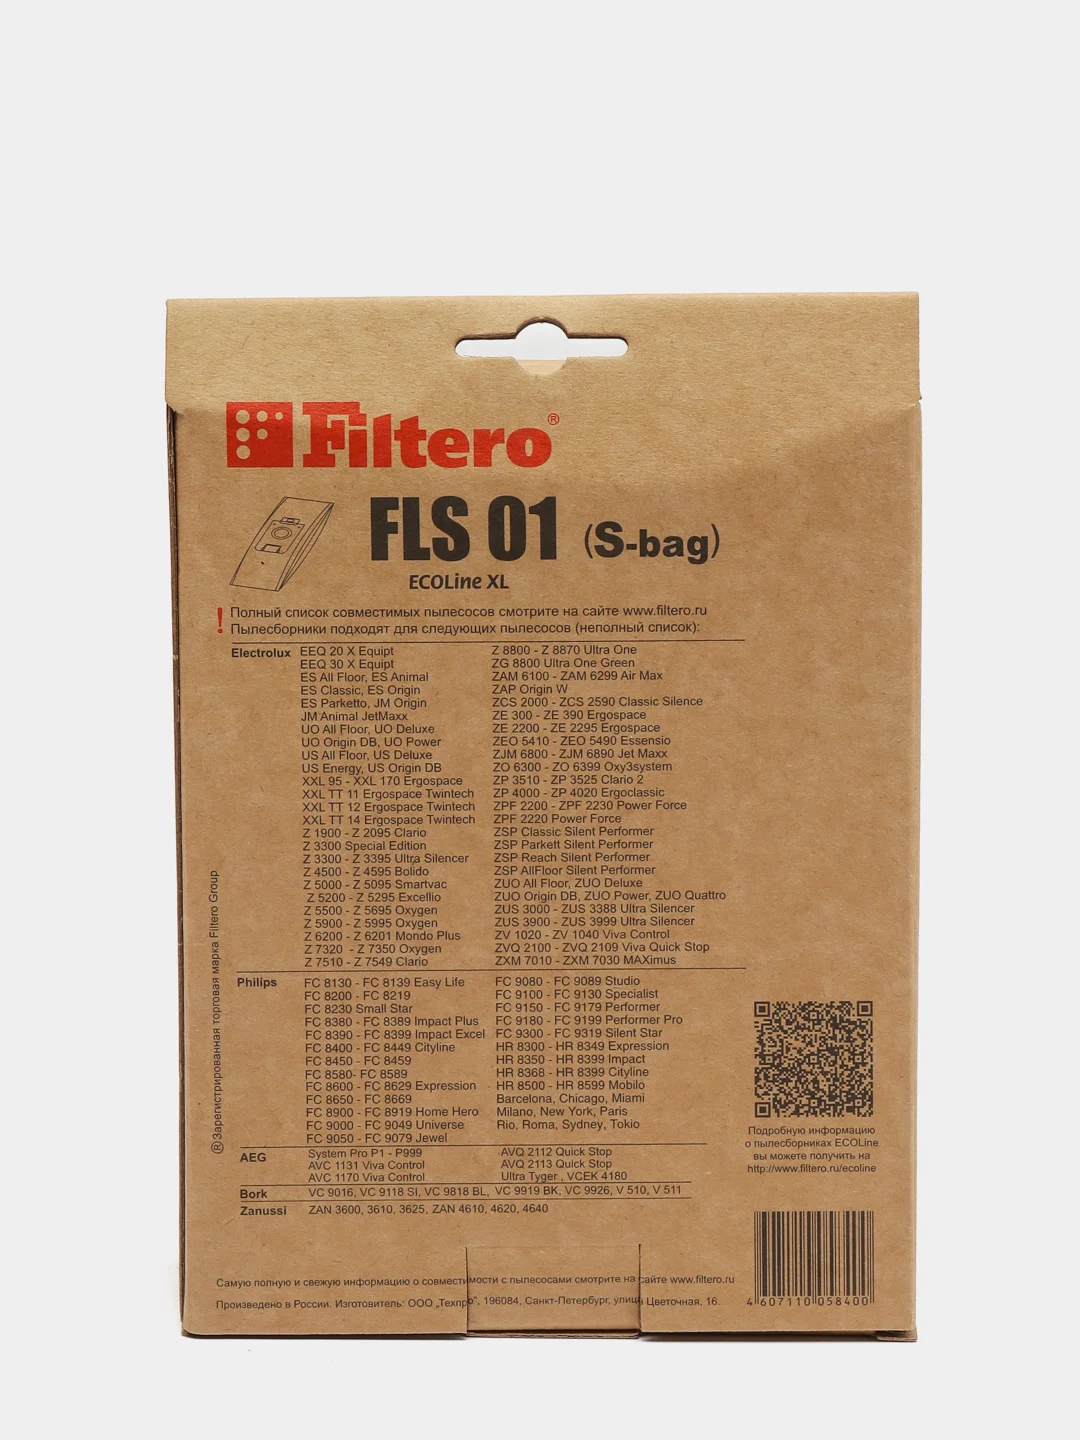 Filtero®
FLS 01 (S-bag)
ECOLine XL
! Полный список совместимых пылесосов смотрите на сайте www.filtero.ru
Пылесборники подходят для следующих пылесосов (неполный список):
Electrolux
EEQ 20 X Equipt
EEQ 30 X Equipt
ES All Floor, ES Animal
ES Classic, ES Origin
ES Parketto, JM Origin
JM Animal JetMaxx
UO All Floor, UO Deluxe
UO Origin DB, UO Power
US All Floor, US Deluxe
US Energy, US Origin DB
XXL 95 - XXL 170 Ergospace
XXL TT 11 Ergospace Twintech
XXL TT 12 Ergospace Twintech
XXL TT 14 Ergospace Twintech
Z 1900 - Z 2095 Clario
Z 3300 Special Edition
Z 3300 - Z 3395 Ultra Silencer
Z 4500 - Z 4595 Bolido
Z 5000 - Z 5095 Smartvac
Z 5200 - Z 5295 Excellio
Z 5500 - Z 5695 Oxygen
Z 5900 - Z 5995 Oxygen
Z 6200 - Z 6201 Mondo Plus
Z 7320 - Z 7350 Oxygen
Z 7510 - Z 7549 Clario
Z 8800 - Z 8870 Ultra One
ZG 8800 Ultra One Green
ZAM 6100 - ZAM 6299 Air Max
ZAP Origin W
ZCS 2000 - ZCS 2590 Classic Silence
ZE 300 - ZE 390 Ergospace
ZE 2200 - ZE 2295 Ergospace
ZEO 5410 - ZEO 5490 Essensio
ZJM 6800 - ZJM 6890 Jet Maxx
ZO 6300 - ZO 6399 Oxy3system
ZP 3510 - ZP 3525 Clario 2
ZP 4000 - ZP 4020 Ergoclassic
ZPF 2200 - ZPF 2230 Power Force
ZPF 2220 Power Force
ZSP Classic Silent Performer
ZSP Parkett Silent Performer
ZSP Reach Silent Performer
ZSP AllFloor Silent Performer
ZUO All Floor, ZUO Deluxe
ZUO Origin DB, ZUO Power, ZUO Quattro
ZUS 3000 - ZUS 3388 Ultra Silencer
ZUS 3900 - ZUS 3999 Ultra Silencer
ZV 1020 - ZV 1040 Viva Control
ZVQ 2100 - ZVQ 2109 Viva Quick Stop
ZXM 7010 - ZXM 7030 MAXimus
Philips
FC 8130 - FC 8139 Easy Life
FC 8200 - FC 8219
FC 8230 Small Star
FC 8380 - FC 8389 Impact Plus
FC 8390 - FC 8399 Impact Excel
FC 8400 - FC 8449 Cityline
FC 8450 - FC 8459
FC 8580- FC 8589
FC 8600 - FC 8629 Expression
FC 8650 - FC 8669
FC 8900 - FC 8919 Home Hero
FC 9000 - FC 9049 Universe
FC 9050 - FC 9079 Jewel
FC 9080 - FC 9089 Studio
FC 9100 - FC 9130 Specialist
FC 9150 - FC 9179 Performer
FC 9180 - FC 9199 Performer Pro
FC 9300 - FC 9319 Silent Star
HR 8300 - HR 8349 Expression
HR 8350 - HR 8399 Impact
HR 8368 - HR 8399 Cityline
HR 8500 - HR 8599 Mobilo
Barcelona, Chicago, Miami
Milano, New York, Paris
Rio, Roma, Sydney, Tokio
AEG
System Pro P1 - P999
AVC 1131 Viva Control
AVC 1170 Viva Control
AVQ 2112 Quick Stop
AVQ 2113 Quick Stop
Ultra Tyger , VCEK 4180
Bork VC 9016, VC 9118 SI, VC 9818 BL, VC 9919 BK, VC 9926, V 510, V 511
Zanussi ZAN 3600, 3610, 3625, ZAN 4610, 4620, 4640
® Зарегистрированная торговая марка Filtero Group
Подробную информацию
о пылесборниках ECOLine
вы можете получить на
http://www.filtero.ru/ecoline
Самую полную и свежую информацию о совместимости с пылесосами смотрите на сайте www.filtero.ru
Произведено в России. Изготовитель: ООО „Техпро", 196084, Санкт-Петербург, улица Цветочная, 16.
4 607110 058400